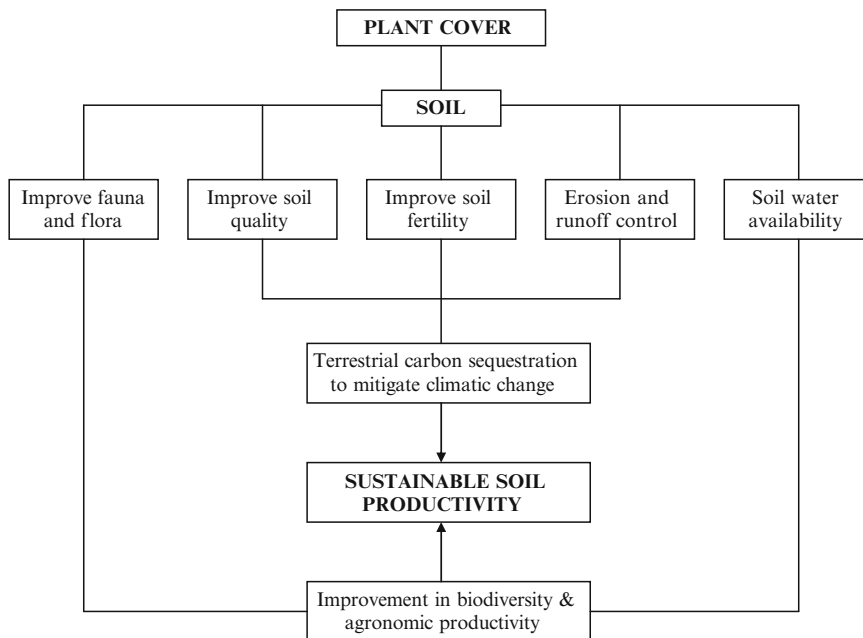 PLANT COVER
SOIL
Improve fauna
and flora
Improve soil
quality
Improve soil
fertility
Erosion and
runoff control
Soil water
availability
Terrestrial carbon sequestration
to mitigate climatic change
SUSTAINABLE SOIL
PRODUCTIVITY
Improvement in biodiversity &
agronomic productivity